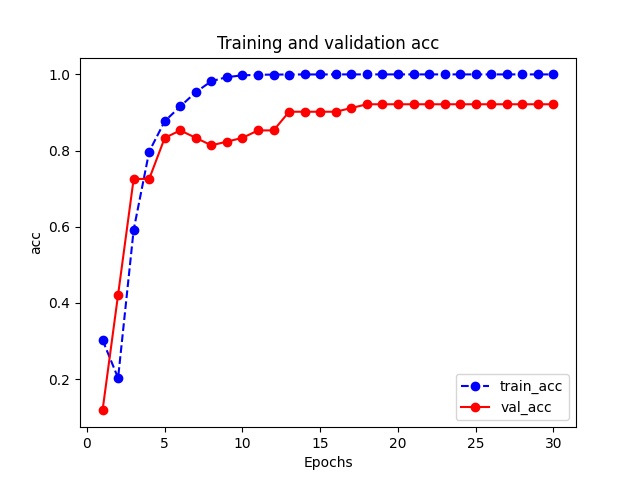 Training and validation acc
1.0
0.8
0.6
0.4
0.2
acc
0 5 10 15 20 25 30
Epochs
train_acc
val_acc